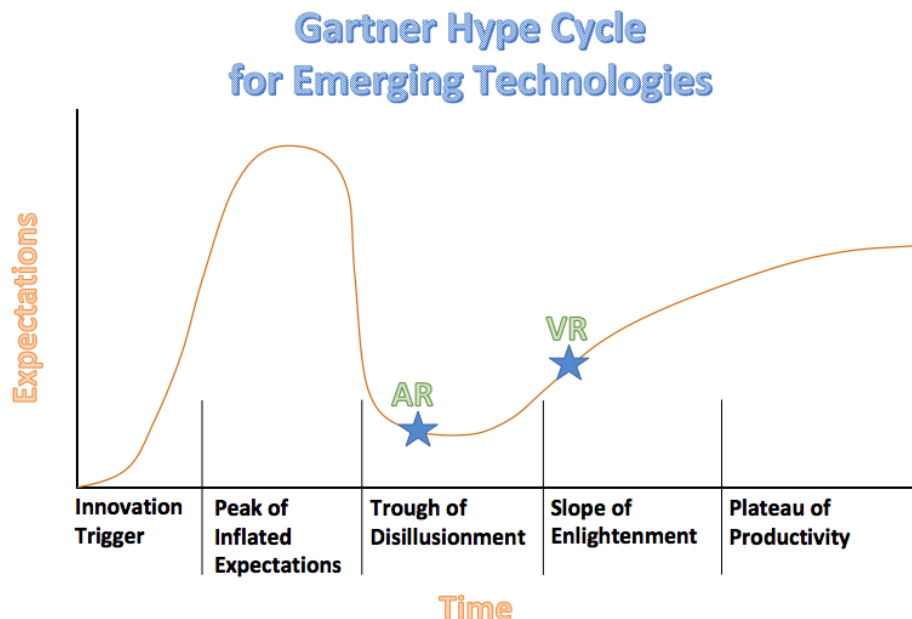 Gartner Hype Cycle
for Emerging Technologies
Expectations
VR
AR
Innovation
Trigger
Peak of
Inflated
Expectations
Trough of
Disillusionment
Slope of
Enlightenment
Plateau of
Productivity
Time